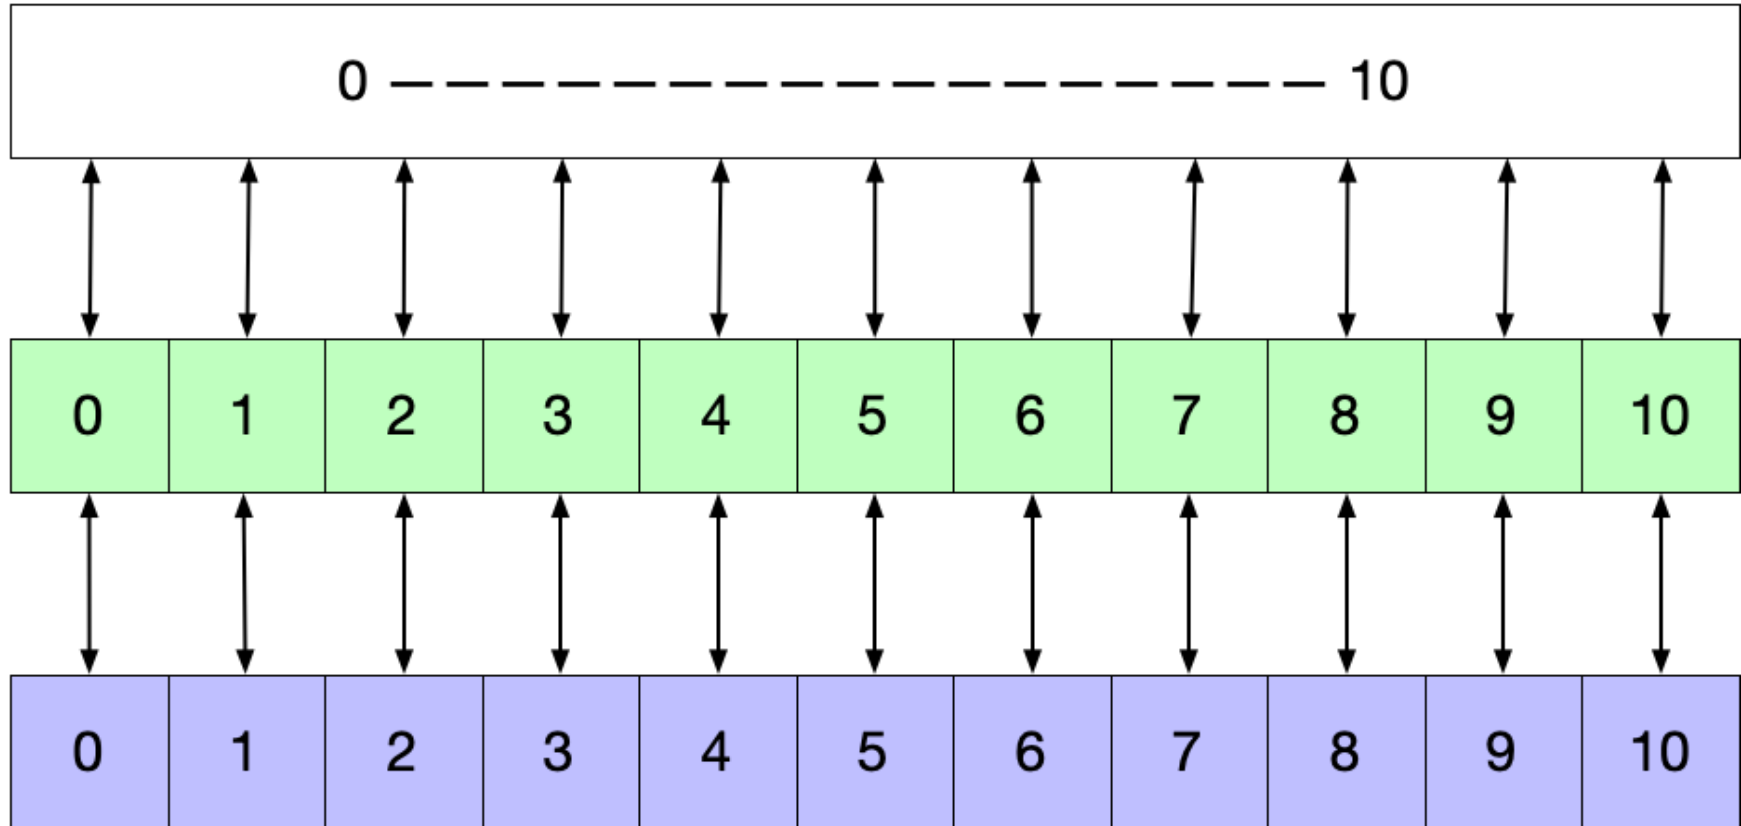 0 — — — — — — — — — — — — — — — — — 10
0 1 2 3 4 5 6 7 8 9 10
0 1 2 3 4 5 6 7 8 9 10